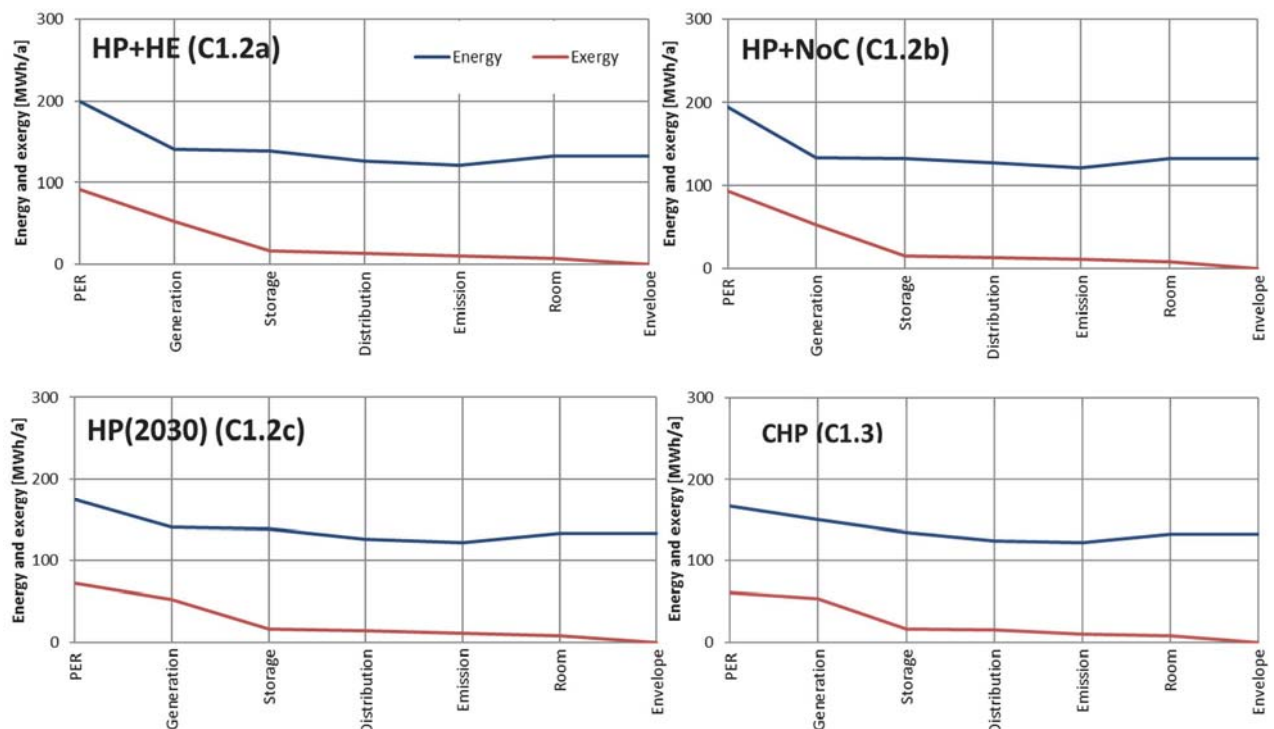 HP+HE (C1.2a)
Energy
Exergy
Energy and exergy [MWh/a]
300
200
100
0
PER
Generation
Storage
Distribution
Emission
Room
Envelope
HP+NoC (C1.2b)
Energy and exergy [MWh/a]
300
200
100
0
PER
Generation
Storage
Distribution
Emission
Room
Envelope
HP(2030) (C1.2c)
Energy and exergy [MWh/a]
300
200
100
0
PER
Generation
Storage
Distribution
Emission
Room
Envelope
CHP (C1.3)
Energy and exergy [MWh/a]
300
200
100
0
PER
Generation
Storage
Distribution
Emission
Room
Envelope